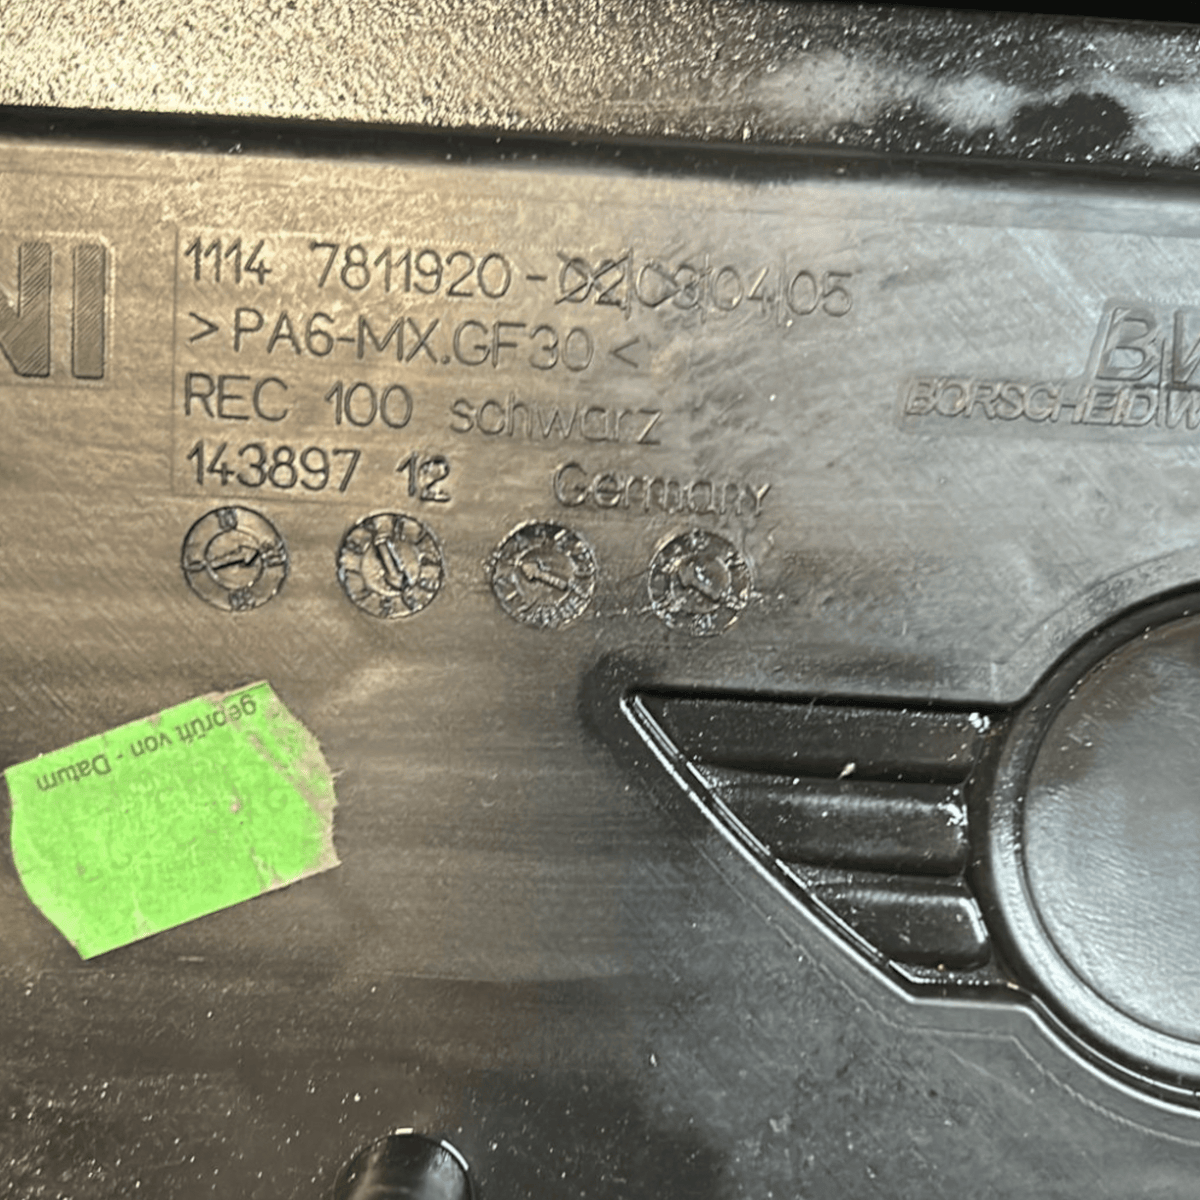 NI
1114 7811920-02|03|04|05
>PA6-MX.GF30<
REC 100 schwarz
143897 12 Germany
BORSCHEID
geprüft von - Datum